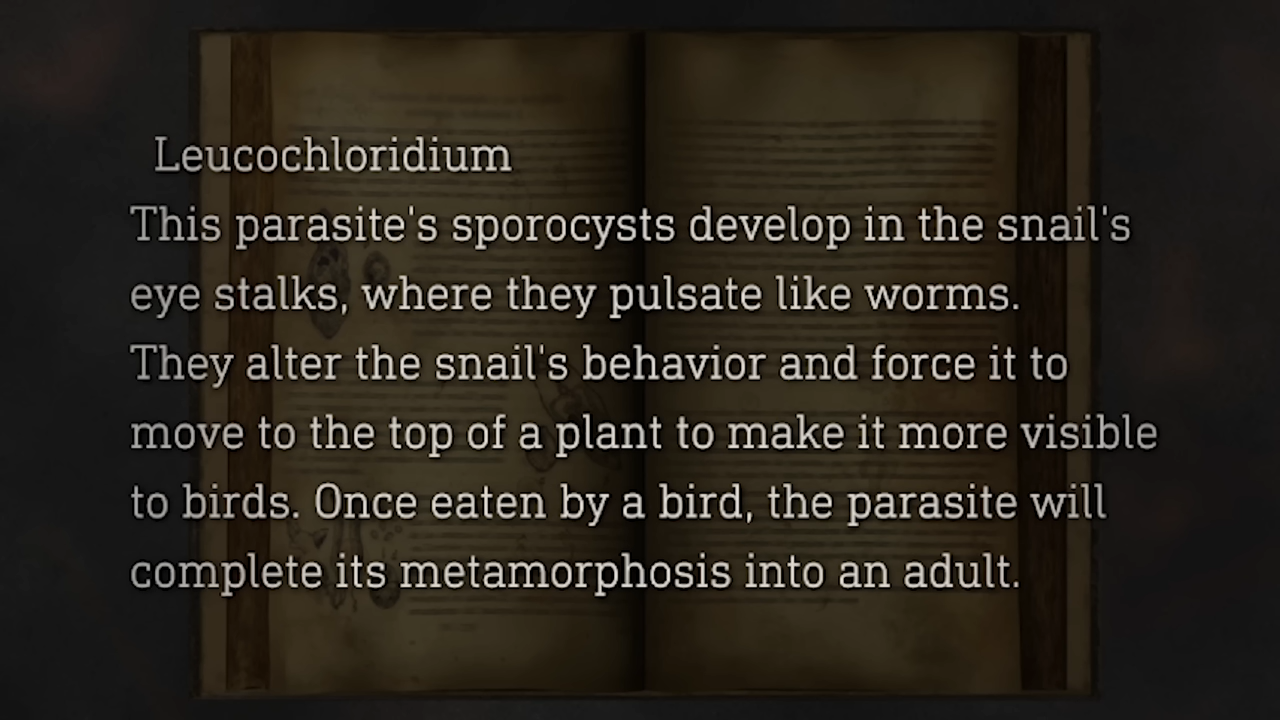 Leucochloridium
This parasite's sporocysts develop in the snail's
eye stalks, where they pulsate like worms.
They alter the snail's behavior and force it to
move to the top of a plant to make it more visible
to birds. Once eaten by a bird, the parasite will
complete its metamorphosis into an adult.